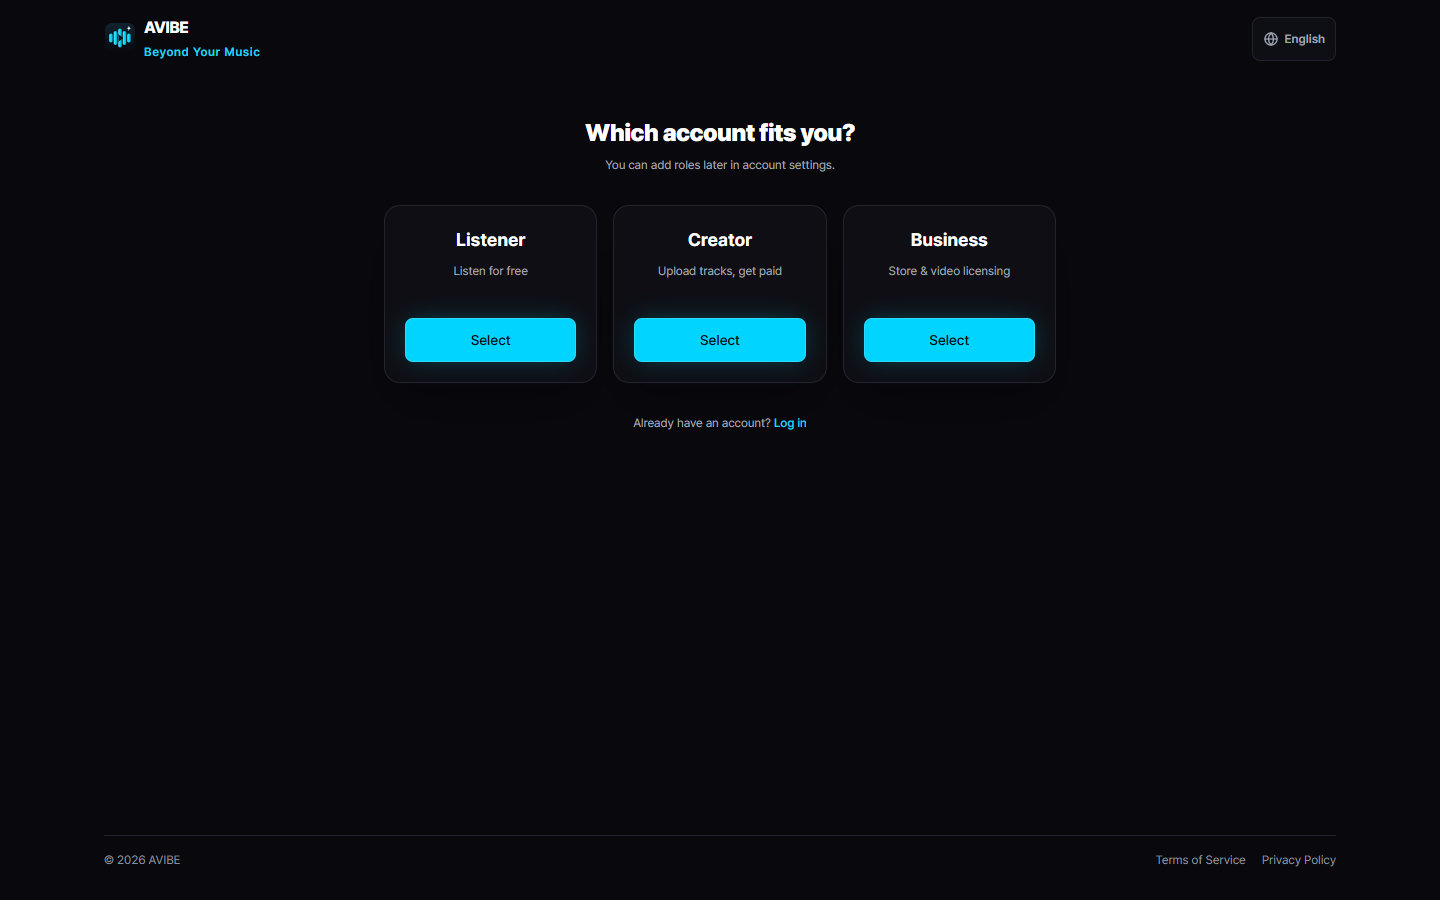 AVIBE
Beyond Your Music
English
Which account fits you?
You can add roles later in account settings.
Listener
Listen for free
Select
Creator
Upload tracks, get paid
Select
Business
Store & video licensing
Select
Already have an account? Log in
© 2026 AVIBE
Terms of Service
Privacy Policy